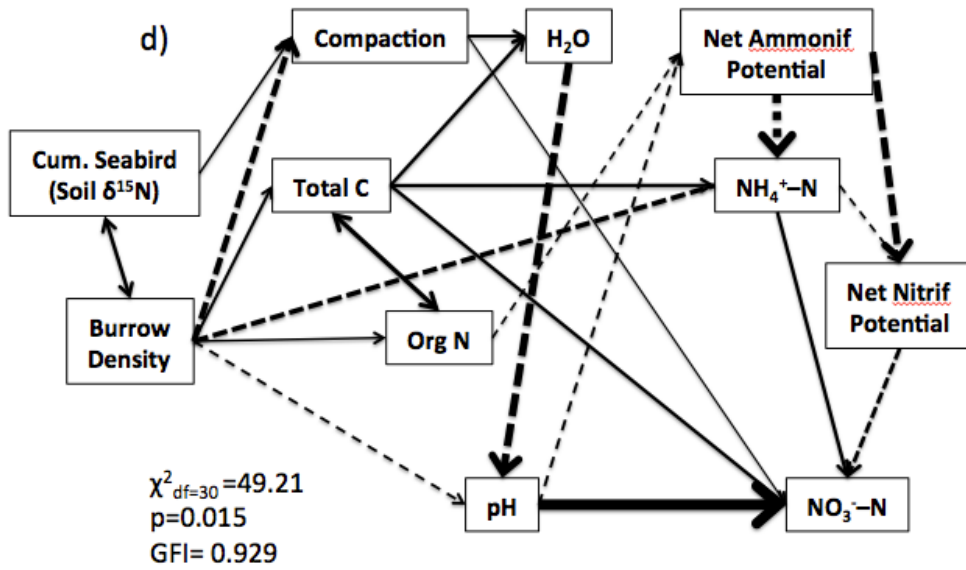 d)
Compaction
H₂O
Net Ammonif
Potential
Cum. Seabird
(Soil δ¹⁵N)
Total C
NH₄⁺–N
Burrow
Density
Org N
Net Nitrif
Potential
pH
NO₃⁻–N
χ²df=30 =49.21
p=0.015
GFI= 0.929